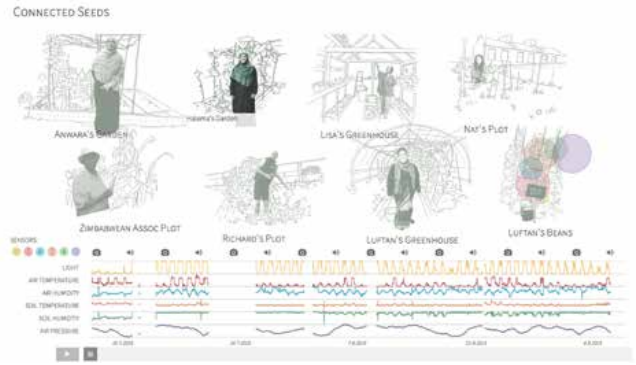 CONNECTED SEEDS
ANWARA'S GARDEN
Halema's Garden
LISA'S GREENHOUSE
NAT'S PLOT
ZIMBABWEAN ASSOC PLOT
RICHARD'S PLOT
LUFTAN'S GREENHOUSE
LUFTAN'S BEANS
SENSORS
LIGHT
AIR TEMPERATURE
AIR HUMIDITY
SOIL TEMPERATURE
SOIL HUMIDITY
AIR PRESSURE